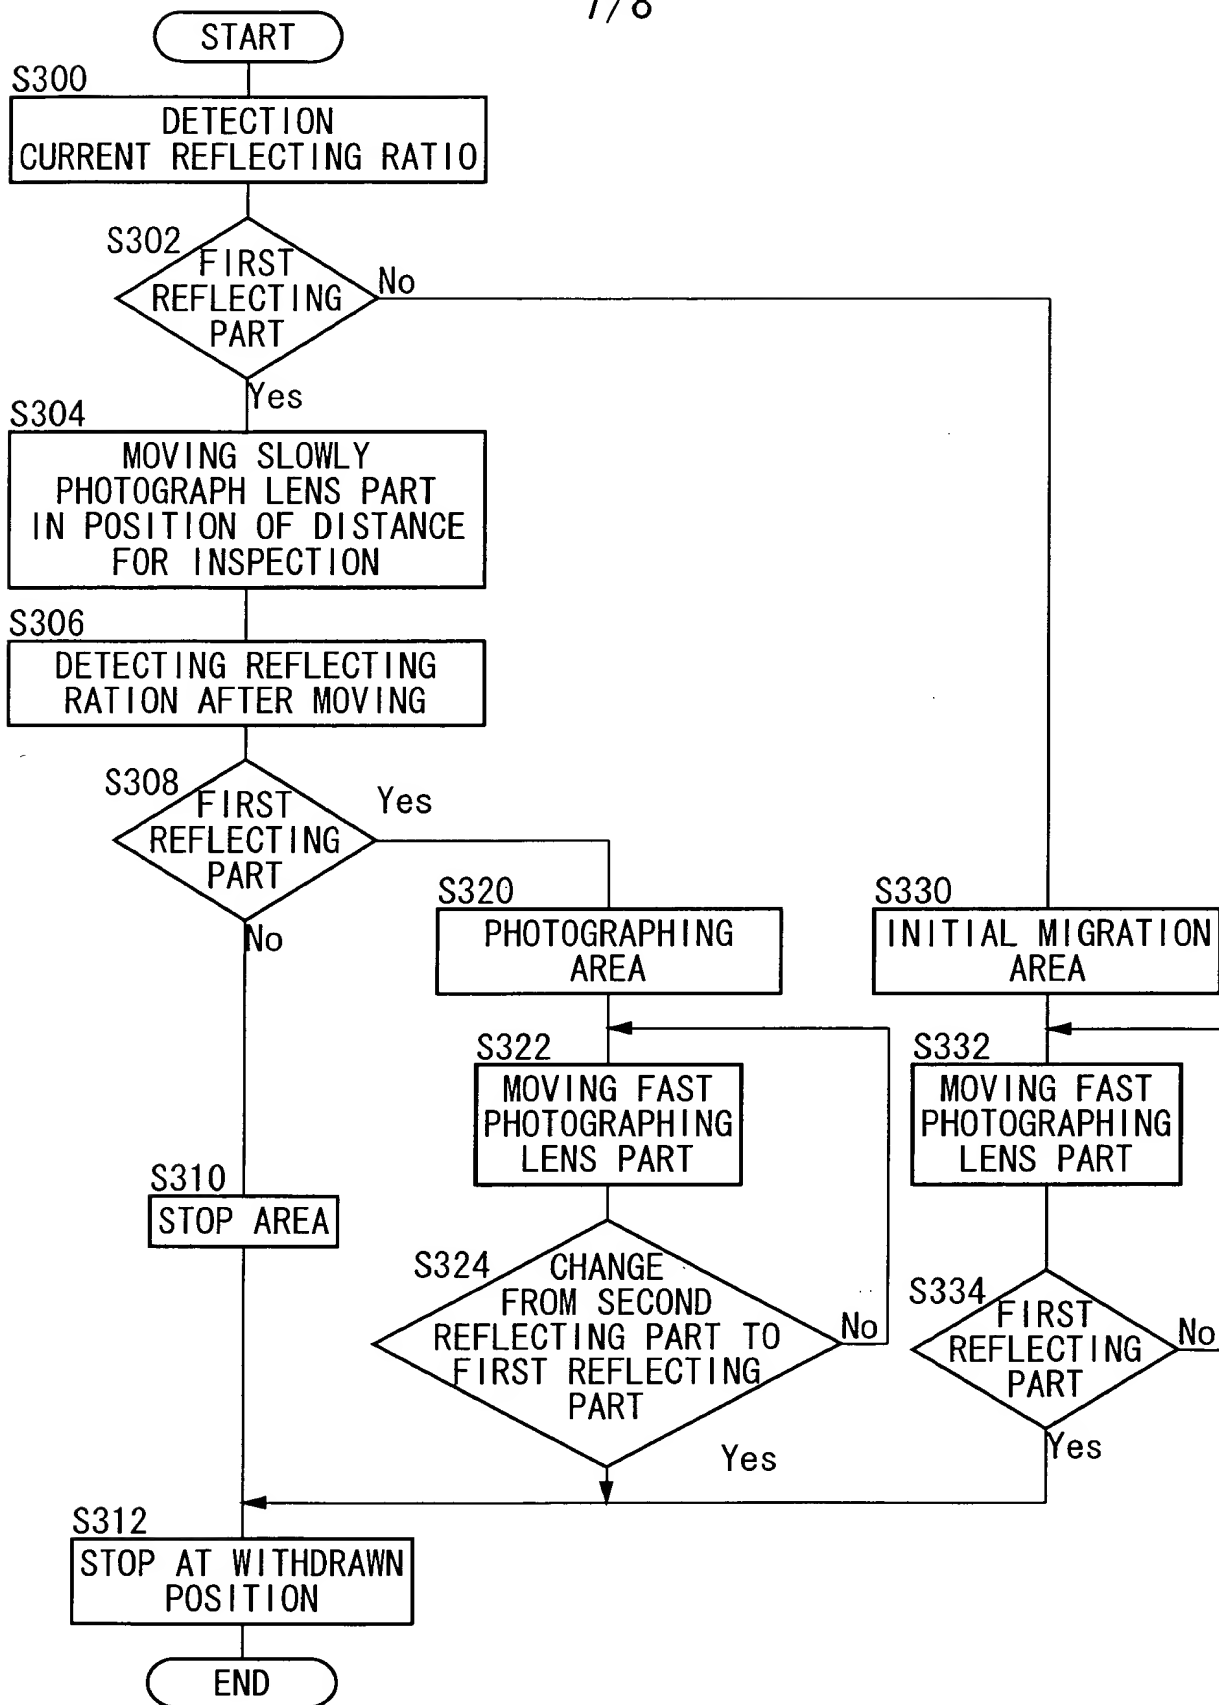 7/8
START
S300
DETECTION
CURRENT REFLECTING RATIO
S302
FIRST
REFLECTING
PART
No
Yes
S304
MOVING SLOWLY
PHOTOGRAPH LENS PART
IN POSITION OF DISTANCE
FOR INSPECTION
S306
DETECTING REFLECTING
RATION AFTER MOVING
S308
FIRST
REFLECTING
PART
Yes
No
S320
PHOTOGRAPHING
AREA
S330
INITIAL MIGRATION
AREA
S322
MOVING FAST
PHOTOGRAPHING
LENS PART
S332
MOVING FAST
PHOTOGRAPHING
LENS PART
S310
STOP AREA
S324
CHANGE
FROM SECOND
REFLECTING PART TO
FIRST REFLECTING
PART
No
Yes
S334
FIRST
REFLECTING
PART
No
Yes
S312
STOP AT WITHDRAWN
POSITION
END